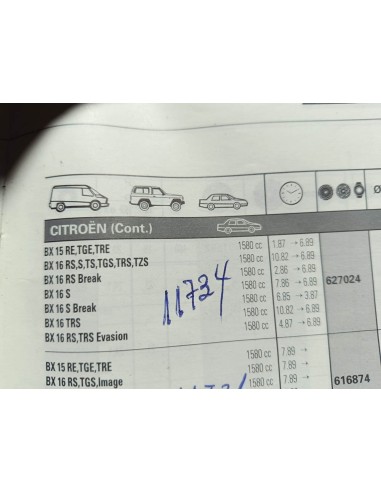 Ø
CITROËN (Cont.)
BX 15 RE,TGE,TRE 1580 cc 1.87 → 6.89
BX 16 RS,S,TS,TGS,TRS,TZS 1580 cc 10.82 → 6.89
BX 16 RS Break 1580 cc 2.86 → 6.89
BX 16 S 1580 cc 7.86 → 6.89 627024
BX 16 S Break 1580 cc 6.85 → 3.87
BX 16 TRS 1580 cc 10.82 → 6.89
BX 16 RS,TRS Evasion 1580 cc 4.87 → 6.89
11734
BX 15 RE,TGE,TRE 1580 cc 7.89 →
BX 16 RS,TGS,Image 1580 cc 7.89 →
1580 cc 7.89 → 616874